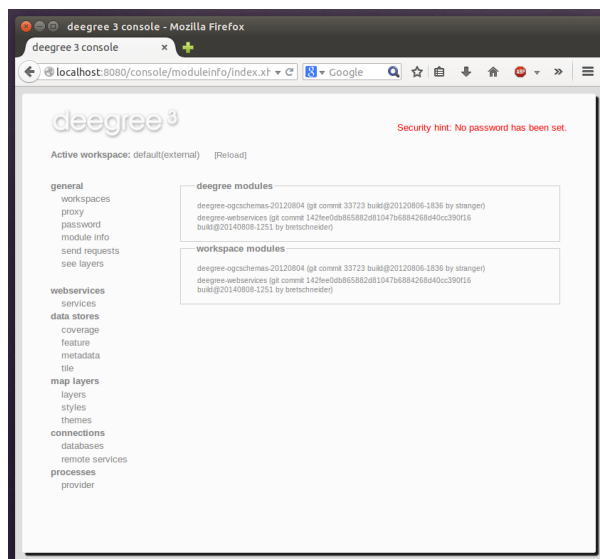 deegree 3 console - Mozilla Firefox
deegree 3 console
localhost:8080/console/moduleinfo/index.xh
Google
ABP
deegree 3
Security hint: No password has been set.
Active workspace: default(external) [Reload]
general
workspaces
proxy
password
module info
send requests
see layers
webservices
services
data stores
coverage
feature
metadata
tile
map layers
layers
styles
themes
connections
databases
remote services
processes
provider
deegree modules
deegree-ogcschemas-20120804 (git commit 33723 build@20120806-1836 by stranger)
deegree-webservices (git commit 142fee0db865882d81047b6884268d40cc390f16
build@20140808-1251 by bretschneider)
workspace modules
deegree-ogcschemas-20120804 (git commit 33723 build@20120806-1836 by stranger)
deegree-webservices (git commit 142fee0db865882d81047b6884268d40cc390f16
build@20140808-1251 by bretschneider)